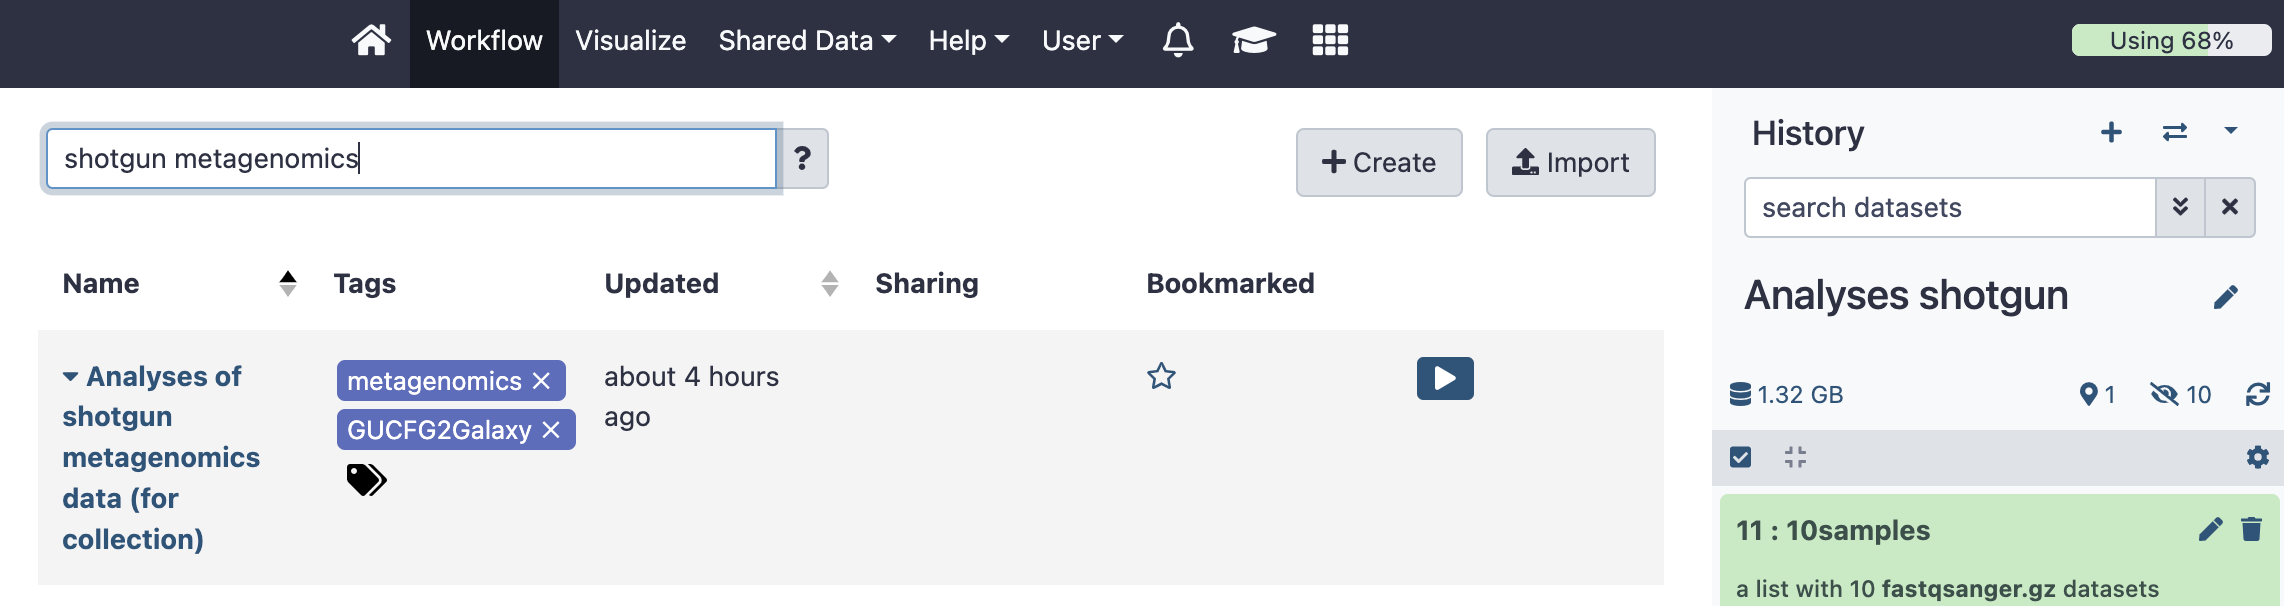 Workflow Visualize Shared Data Help User Using 68%
shotgun metagenomics ?
Create Import
Name Tags Updated Sharing Bookmarked
Analyses of
shotgun
metagenomics
data (for
collection)
metagenomics
GUCFG2Galaxy
about 4 hours
ago
History
search datasets
Analyses shotgun
1.32 GB 1 10
11 : 10samples
a list with 10 fastqsanger.gz datasets